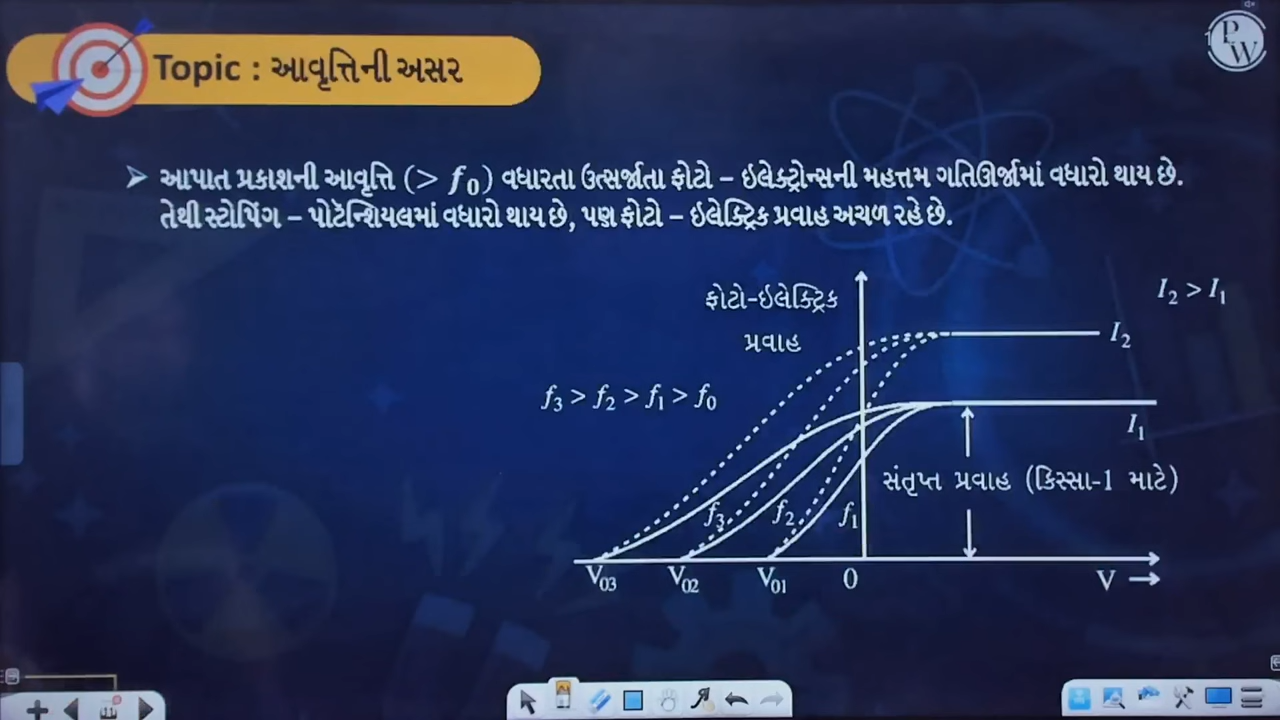 Topic : આવૃત્તિની અસર
PW
આપાત પ્રકાશની આવૃત્તિ (> f₀) વધારતા ઉત્સર્જાતા ફોટો – ઇલેક્ટ્રોન્સની મહત્તમ ગતિઊર્જામાં વધારો થાય છે.
તેથી સ્ટોપિંગ – પોટૅન્શિયલમાં વધારો થાય છે, પણ ફોટો – ઇલેક્ટ્રિક પ્રવાહ અચળ રહે છે.
ફોટો-ઇલેક્ટ્રિક
પ્રવાહ
I₂ > I₁
I₂
f₃ > f₂ > f₁ > f₀
I₁
સંતૃપ્ત પ્રવાહ (કિસ્સા-1 માટે)
f₃ f₂ f₁
V₀₃ V₀₂ V₀₁ 0 V